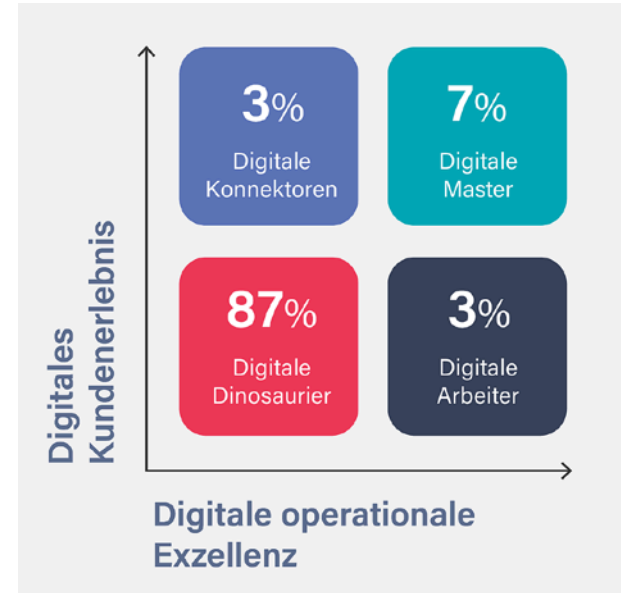 3%
Digitale
Konnektoren
7%
Digitale
Master
87%
Digitale
Dinosaurier
3%
Digitale
Arbeiter
Digitales
Kundenerlebnis
Digitale operationale
Exzellenz